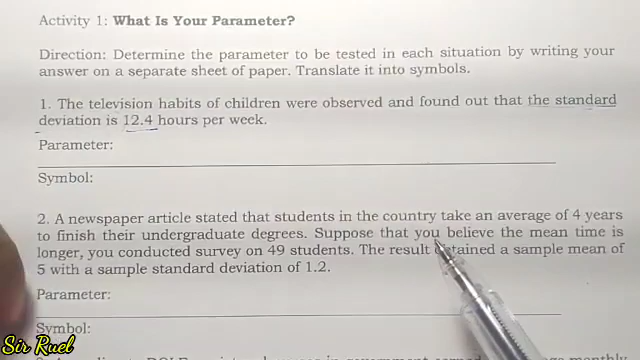 Activity 1: What Is Your Parameter?
Direction: Determine the parameter to be tested in each situation by writing your
answer on a separate sheet of paper. Translate it into symbols.
1. The television habits of children were observed and found out that the standard
deviation is 12.4 hours per week.
Parameter:
Symbol:
2. A newspaper article stated that students in the country take an average of 4 years
to finish their undergraduate degrees. Suppose that you believe the mean time is
longer, you conducted survey on 49 students. The result obtained a sample mean of
5 with a sample standard deviation of 1.2.
Parameter:
Symbol:
Sir Ruel